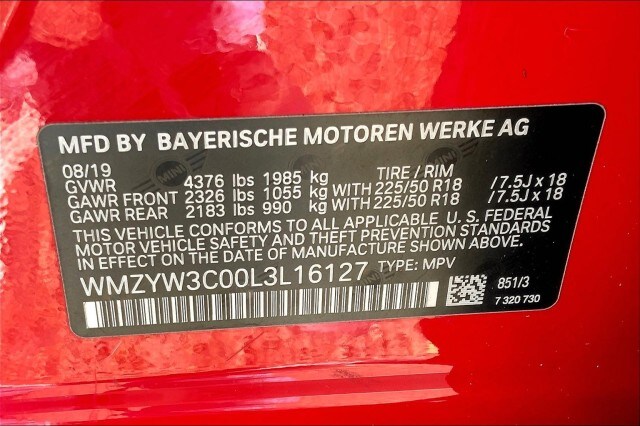 MFD BY BAYERISCHE MOTOREN WERKE AG
08/19 TIRE / RIM
GVWR 4376 lbs 1985 kg
GAWR FRONT 2326 lbs 1055 kg WITH 225/50 R18 / 7.5J x 18
GAWR REAR 2183 lbs 990 kg WITH 225/50 R18 / 7.5J x 18
THIS VEHICLE CONFORMS TO ALL APPLICABLE U. S. FEDERAL
MOTOR VEHICLE SAFETY AND THEFT PREVENTION STANDARDS
IN EFFECT ON THE DATE OF MANUFACTURE SHOWN ABOVE.
WMZYW3C00L3L16127 TYPE: MPV
851/3
7 320 730
MINI